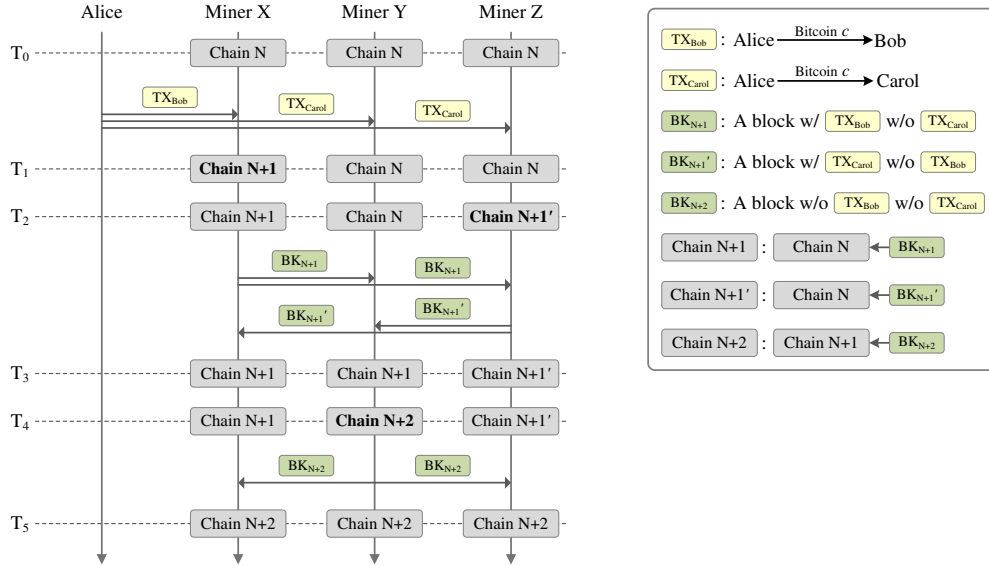 Alice Miner X Miner Y Miner Z
T0 Chain N Chain N Chain N
TXBob TXCarol TXCarol
T1 Chain N+1 Chain N Chain N
T2 Chain N+1 Chain N Chain N+1′
BKN+1 BKN+1
BKN+1′ BKN+1′
T3 Chain N+1 Chain N+1 Chain N+1′
T4 Chain N+1 Chain N+2 Chain N+1′
BKN+2 BKN+2
T5 Chain N+2 Chain N+2 Chain N+2
TXBob : Alice Bitcoin c Bob
TXCarol : Alice Bitcoin c Carol
BKN+1 : A block w/ TXBob w/o TXCarol
BKN+1′ : A block w/ TXCarol w/o TXBob
BKN+2 : A block w/o TXBob w/o TXCarol
Chain N+1 : Chain N BKN+1
Chain N+1′ : Chain N BKN+1′
Chain N+2 : Chain N+1 BKN+2